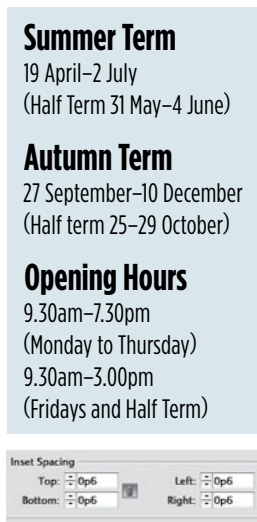 Summer Term
19 April–2 July
(Half Term 31 May–4 June)
Autumn Term
27 September–10 December
(Half term 25–29 October)
Opening Hours
9.30am–7.30pm
(Monday to Thursday)
9.30am–3.00pm
(Fridays and Half Term)
Inset Spacing
Top: 0p6 Left: 0p6
Bottom: 0p6 Right: 0p6